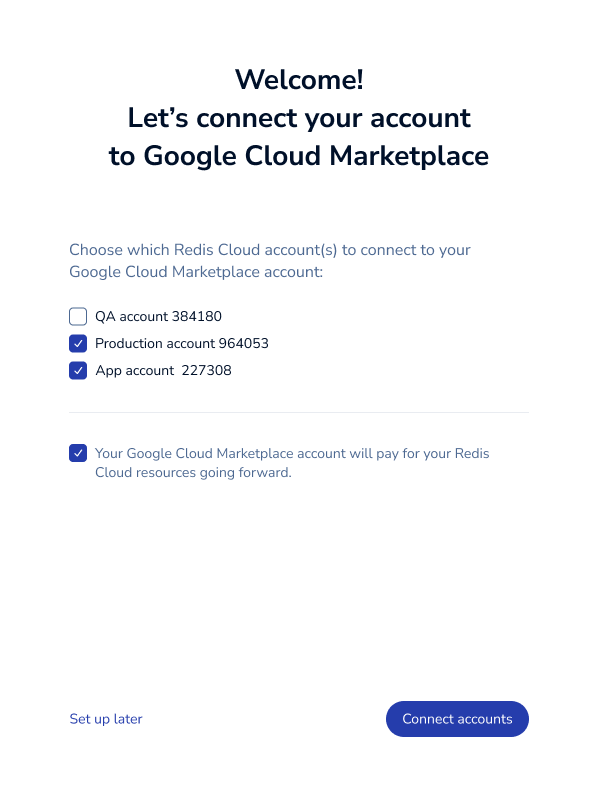 Welcome!
Let’s connect your account
to Google Cloud Marketplace
Choose which Redis Cloud account(s) to connect to your
Google Cloud Marketplace account:
QA account 384180
Production account 964053
App account  227308
Your Google Cloud Marketplace account will pay for your Redis
Cloud resources going forward.
Set up later
Connect accounts